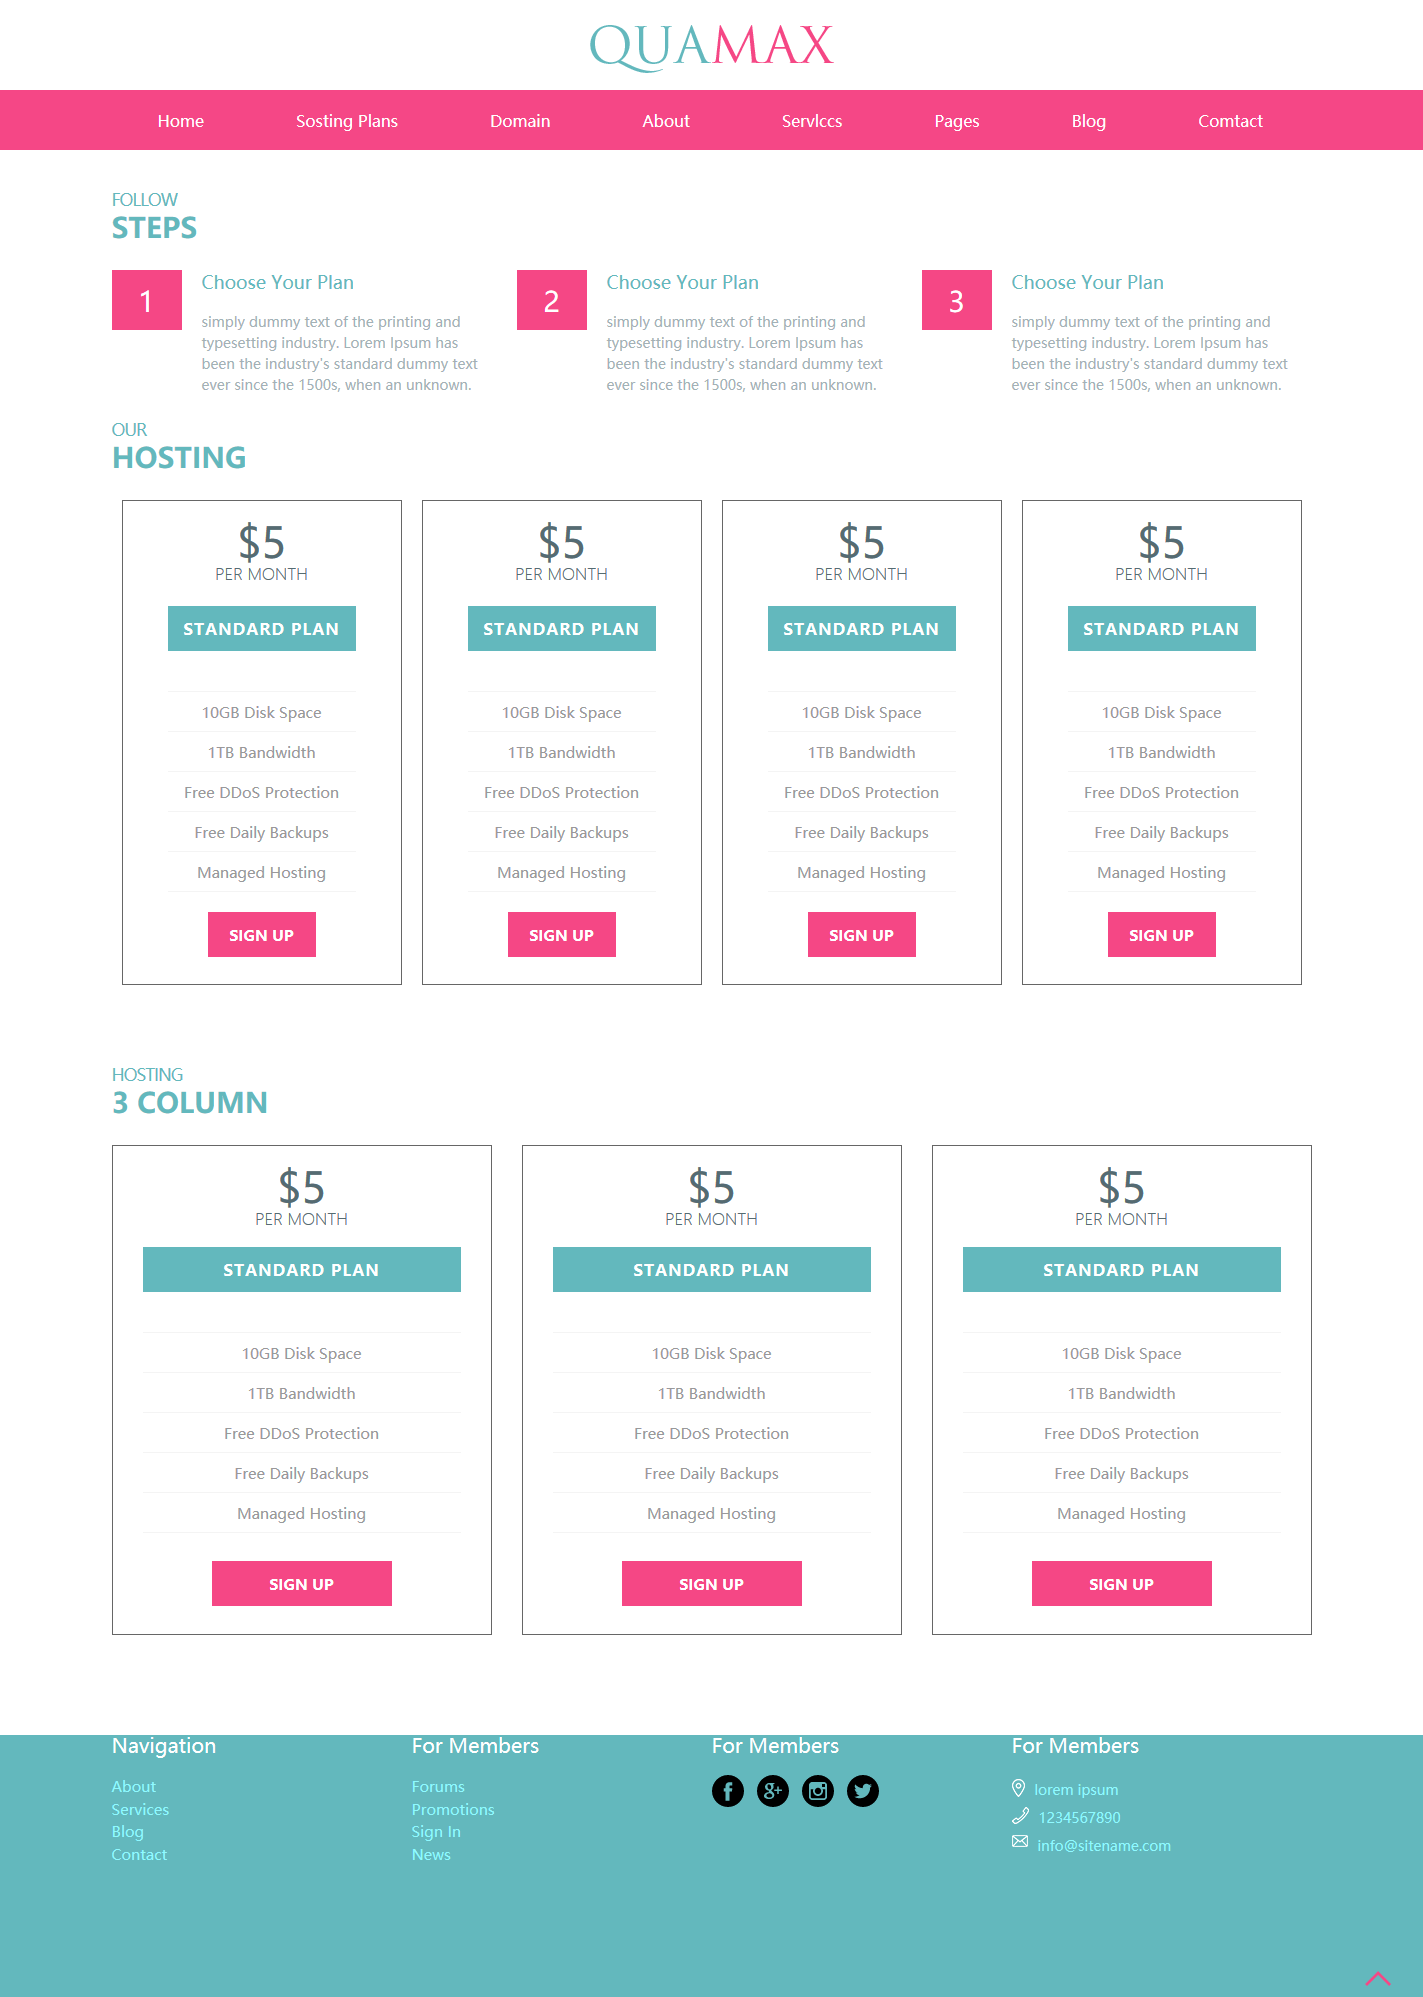 QUAMAX
Home Sosting Plans Domain About Servlccs Pages Blog Comtact
FOLLOW
STEPS
1
Choose Your Plan
simply dummy text of the printing and
typesetting industry. Lorem Ipsum has
been the industry's standard dummy text
ever since the 1500s, when an unknown.
2
Choose Your Plan
simply dummy text of the printing and
typesetting industry. Lorem Ipsum has
been the industry's standard dummy text
ever since the 1500s, when an unknown.
3
Choose Your Plan
simply dummy text of the printing and
typesetting industry. Lorem Ipsum has
been the industry's standard dummy text
ever since the 1500s, when an unknown.
OUR
HOSTING
$5
PER MONTH
STANDARD PLAN
10GB Disk Space
1TB Bandwidth
Free DDoS Protection
Free Daily Backups
Managed Hosting
SIGN UP
$5
PER MONTH
STANDARD PLAN
10GB Disk Space
1TB Bandwidth
Free DDoS Protection
Free Daily Backups
Managed Hosting
SIGN UP
$5
PER MONTH
STANDARD PLAN
10GB Disk Space
1TB Bandwidth
Free DDoS Protection
Free Daily Backups
Managed Hosting
SIGN UP
$5
PER MONTH
STANDARD PLAN
10GB Disk Space
1TB Bandwidth
Free DDoS Protection
Free Daily Backups
Managed Hosting
SIGN UP
HOSTING
3 COLUMN
$5
PER MONTH
STANDARD PLAN
10GB Disk Space
1TB Bandwidth
Free DDoS Protection
Free Daily Backups
Managed Hosting
SIGN UP
$5
PER MONTH
STANDARD PLAN
10GB Disk Space
1TB Bandwidth
Free DDoS Protection
Free Daily Backups
Managed Hosting
SIGN UP
$5
PER MONTH
STANDARD PLAN
10GB Disk Space
1TB Bandwidth
Free DDoS Protection
Free Daily Backups
Managed Hosting
SIGN UP
Navigation
About
Services
Blog
Contact
For Members
Forums
Promotions
Sign In
News
For Members
For Members
lorem ipsum
1234567890
info@sitename.com